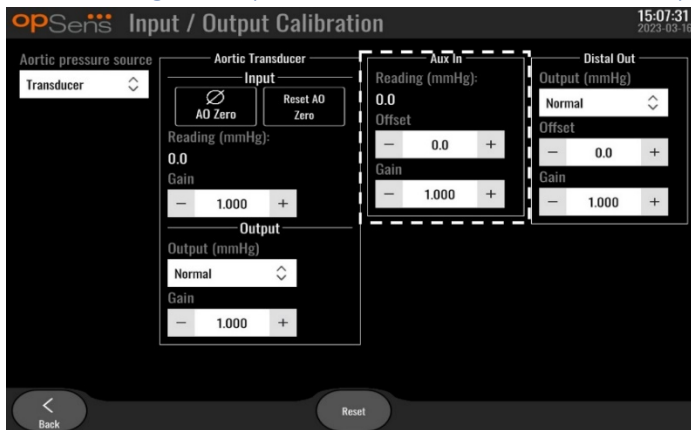 opSens Input / Output Calibration
15:07:31
2023-03-16
Aortic pressure source
Transducer
Aortic Transducer
Input
AO Zero
Reset AO
Zero
Reading (mmHg):
0.0
Gain
− 1.000 +
Output
Output (mmHg)
Normal
Gain
− 1.000 +
Aux In
Reading (mmHg):
0.0
Offset
− 0.0 +
Gain
− 1.000 +
Distal Out
Output (mmHg)
Normal
Offset
− 0.0 +
Gain
− 1.000 +
Back
Reset